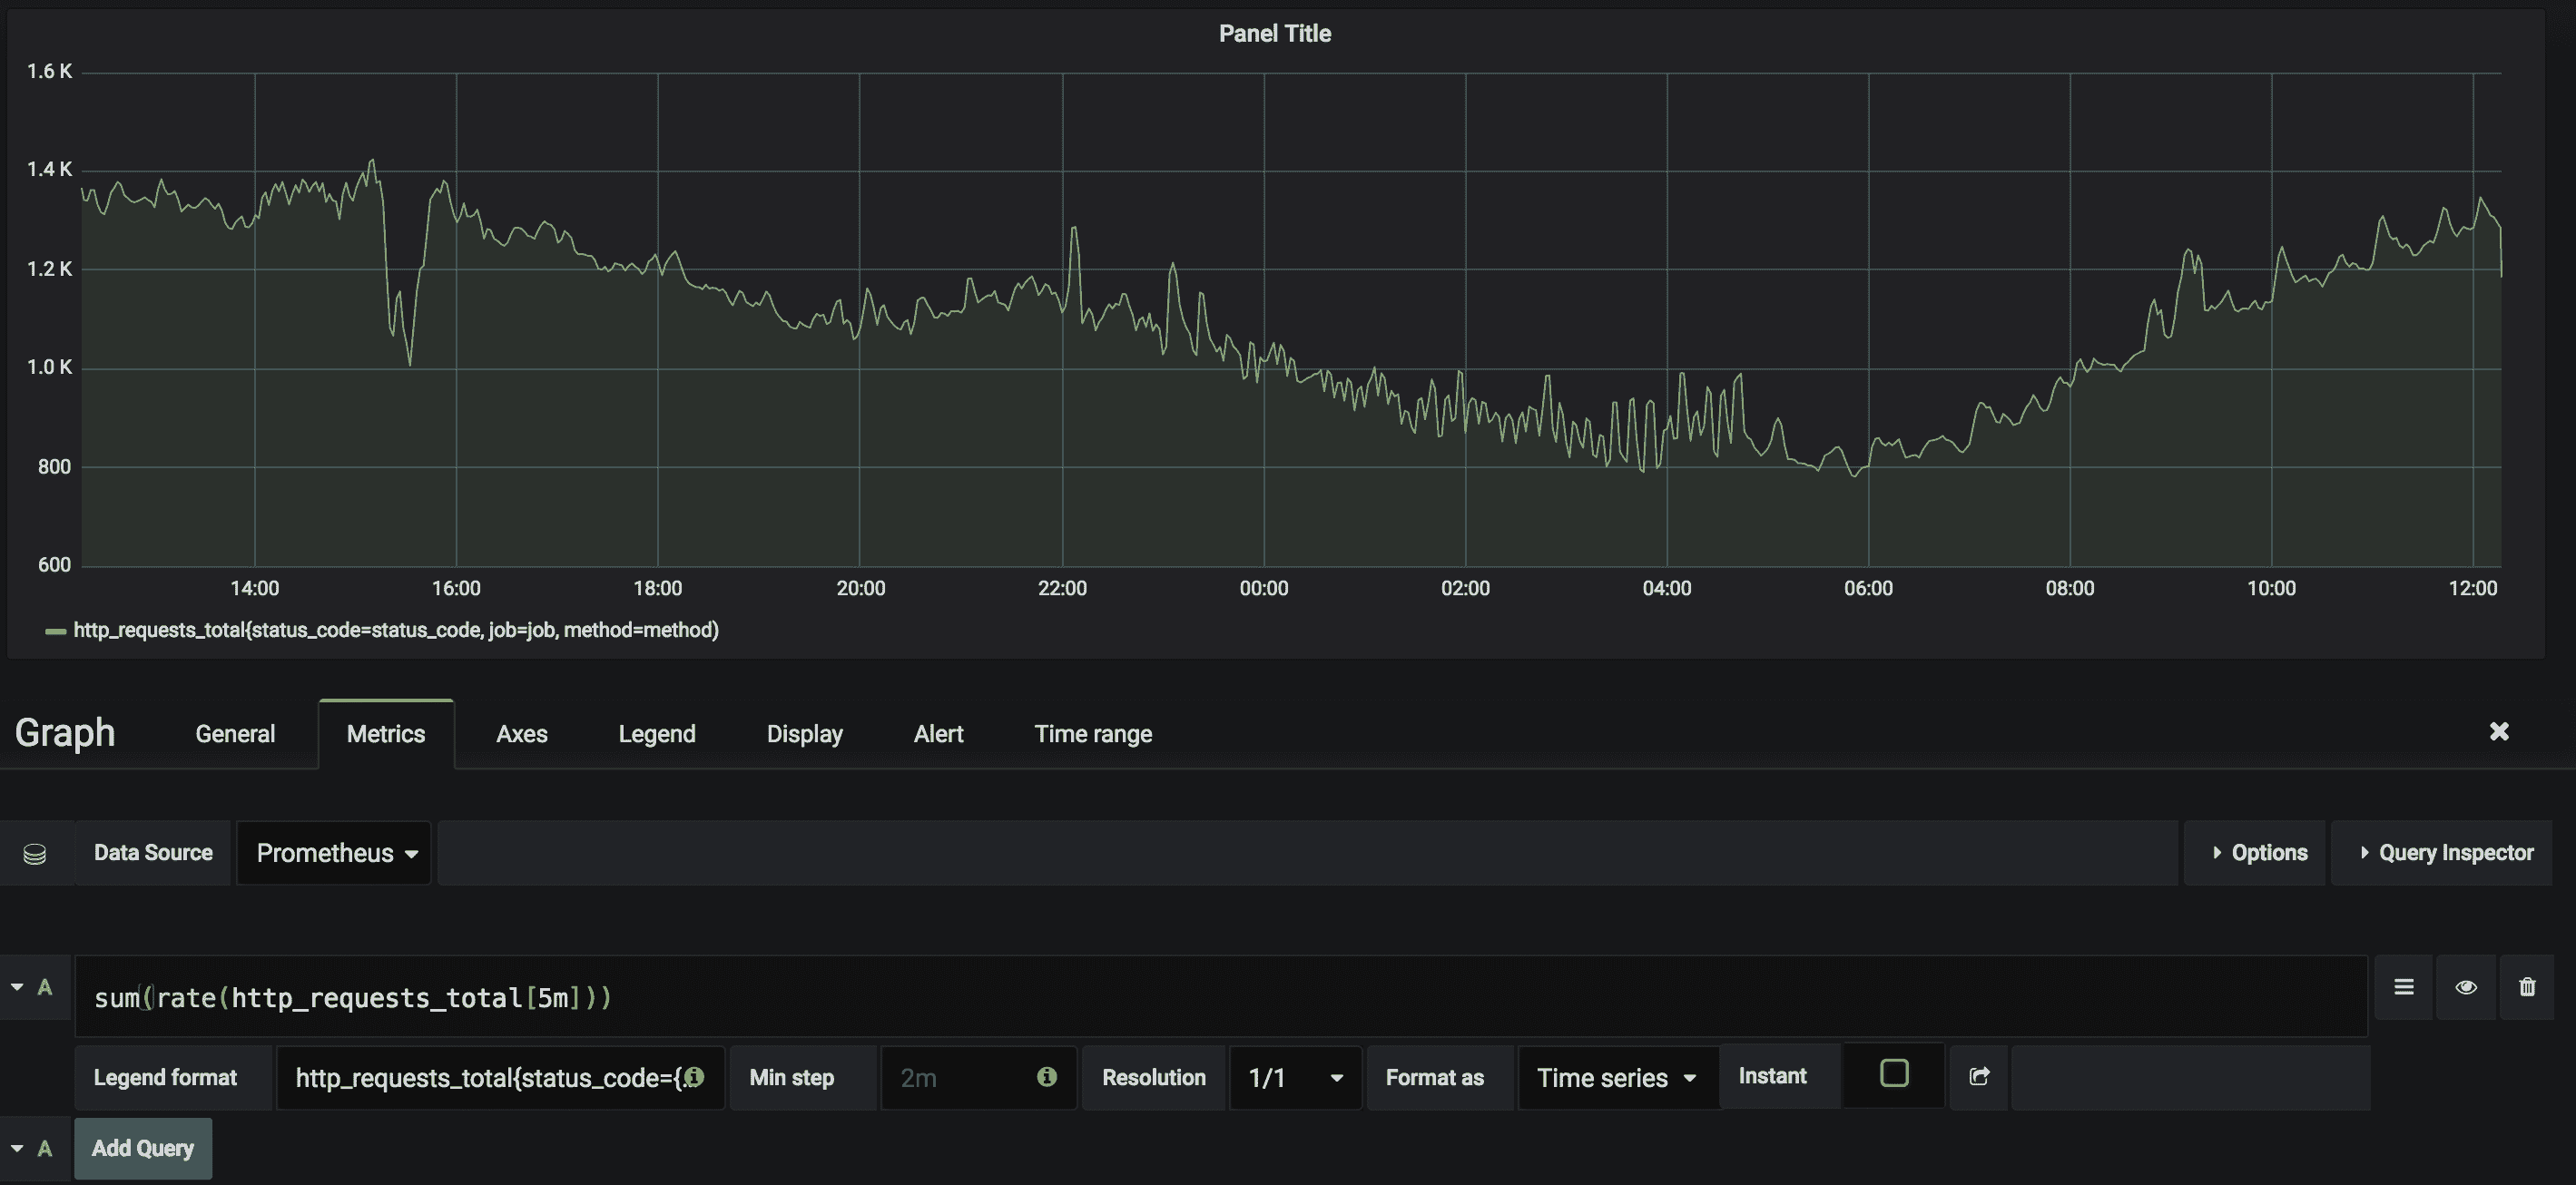 Panel Title
1.6 K
1.4 K
1.2 K
1.0 K
800
600
14:00 16:00 18:00 20:00 22:00 00:00 02:00 04:00 06:00 08:00 10:00 12:00
http_requests_total{status_code=status_code, job=job, method=method)
Graph General Metrics Axes Legend Display Alert Time range
Data Source Prometheus Options Query Inspector
A sum(rate(http_requests_total[5m]))
Legend format http_requests_total{status_code={ Min step 2m Resolution 1/1 Format as Time series Instant
A Add Query